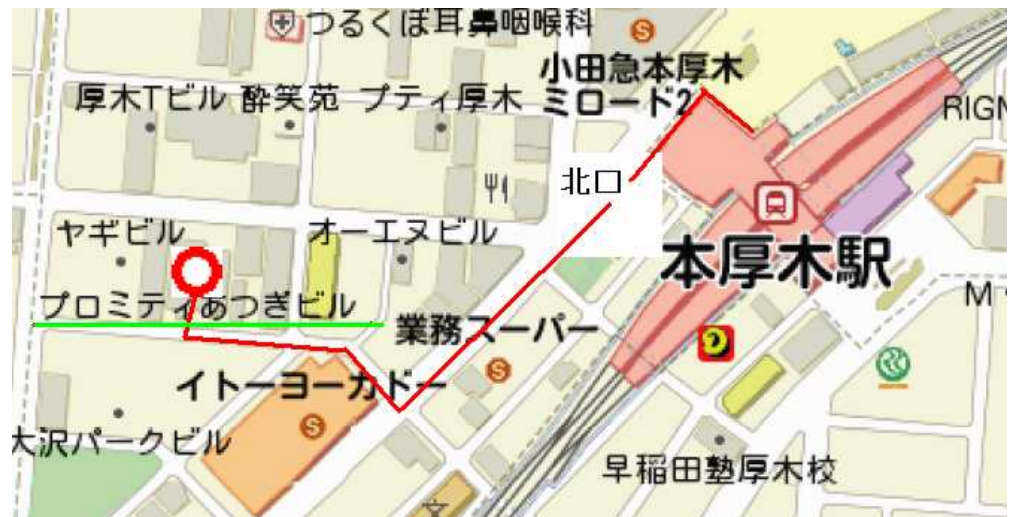 つるくぼ耳鼻咽喉科
小田急本厚木
ミロード2
厚木Tビル
酔笑苑
プティ厚木
RIGN
北口
ヤギビル
オーエヌビル
本厚木駅
プロミティあつぎビル
業務スーパー
M
イトーヨーカドー
大沢パークビル
早稲田塾厚木校
S
S
S